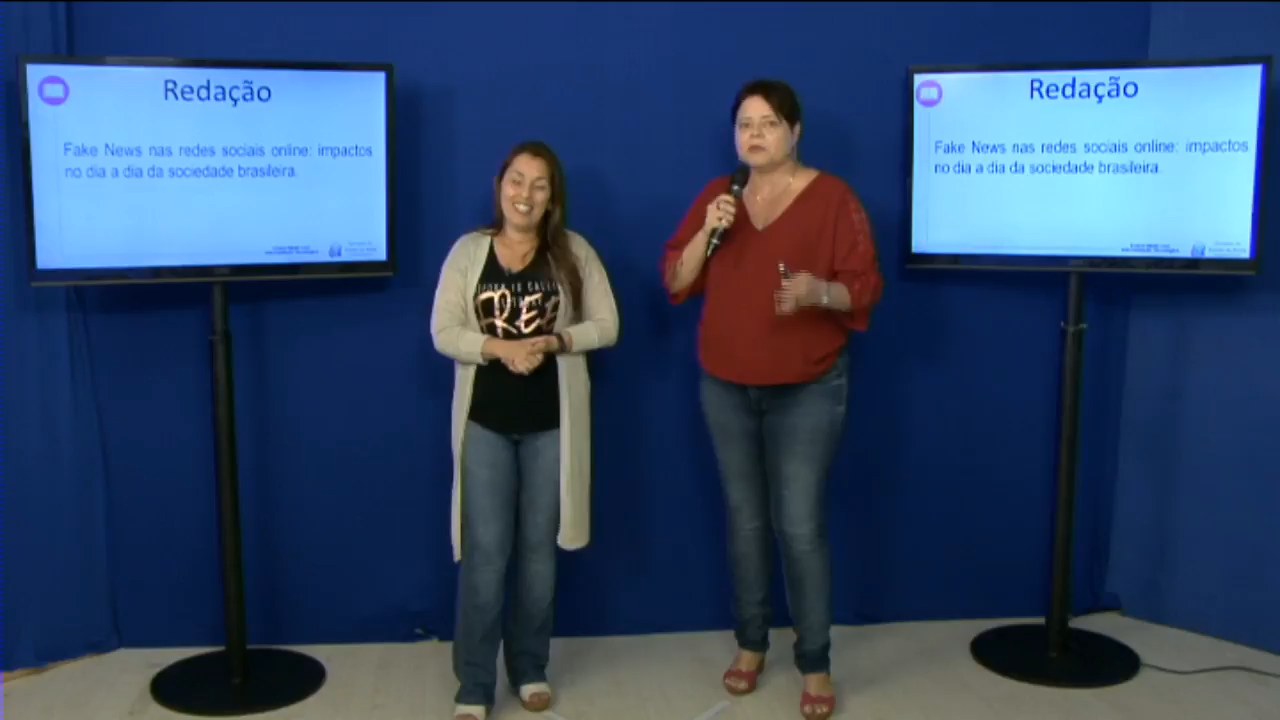 Redação
Fake News nas redes sociais online: impactos
no dia a dia da sociedade brasileira.
FREE
Redação
Fake News nas redes sociais online: impactos
no dia a dia da sociedade brasileira.